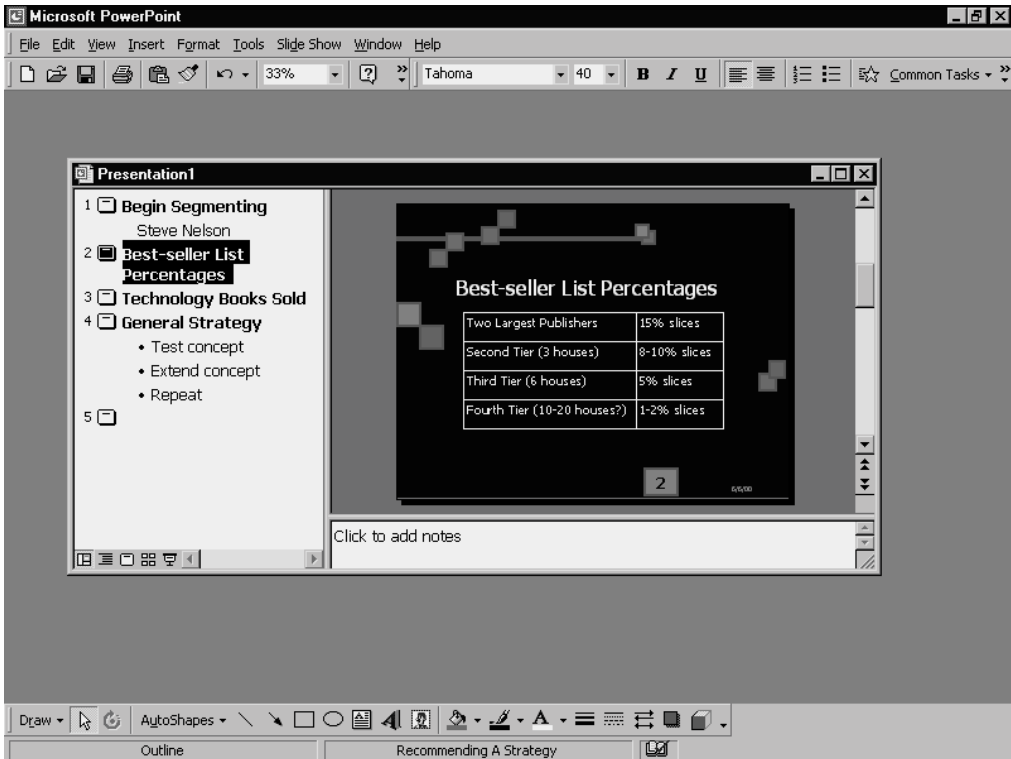 Microsoft PowerPoint
File Edit View Insert Format Tools Slide Show Window Help
33% Tahoma 40 B I U Common Tasks
Presentation1
1 Begin Segmenting
Steve Nelson
2 Best-seller List
Percentages
3 Technology Books Sold
4 General Strategy
• Test concept
• Extend concept
• Repeat
5
Best-seller List Percentages
Two Largest Publishers 15% slices
Second Tier (3 houses) 8-10% slices
Third Tier (6 houses) 5% slices
Fourth Tier (10-20 houses?) 1-2% slices
2
Click to add notes
Draw AutoShapes A
Outline Recommending A Strategy